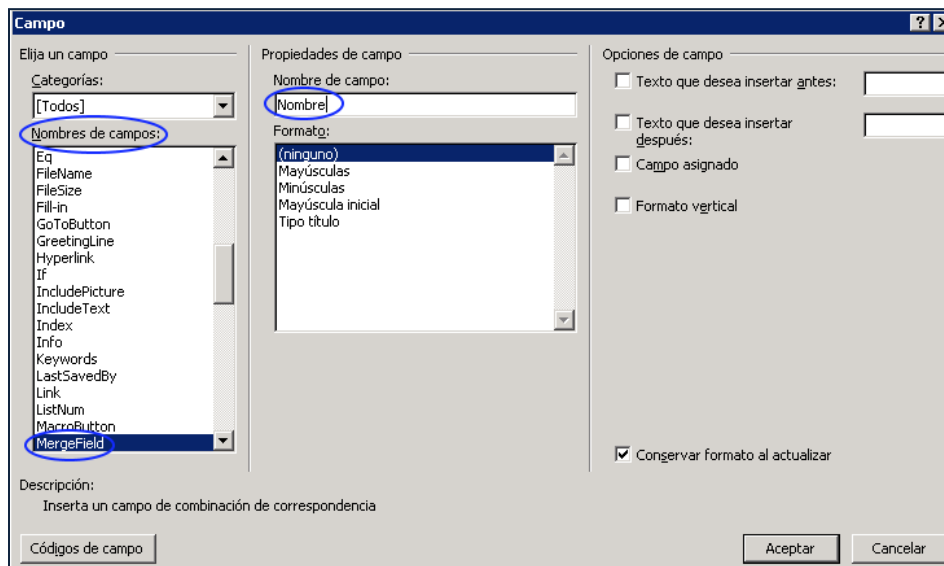 Campo
Elija un campo
Categorías:
[Todos]
Nombres de campos:
Eq
FileName
FileSize
Fill-in
GoToButton
GreetingLine
Hyperlink
If
IncludePicture
IncludeText
Index
Info
Keywords
LastSavedBy
Link
ListNum
MacroButton
MergeField
Propiedades de campo
Nombre de campo:
Nombre
Formato:
(ninguno)
Mayúsculas
Minúsculas
Mayúscula inicial
Tipo título
Opciones de campo
Texto que desea insertar antes:
Texto que desea insertar
después:
Campo asignado
Formato vertical
Conservar formato al actualizar
Descripción:
Inserta un campo de combinación de correspondencia
Códigos de campo
Aceptar
Cancelar